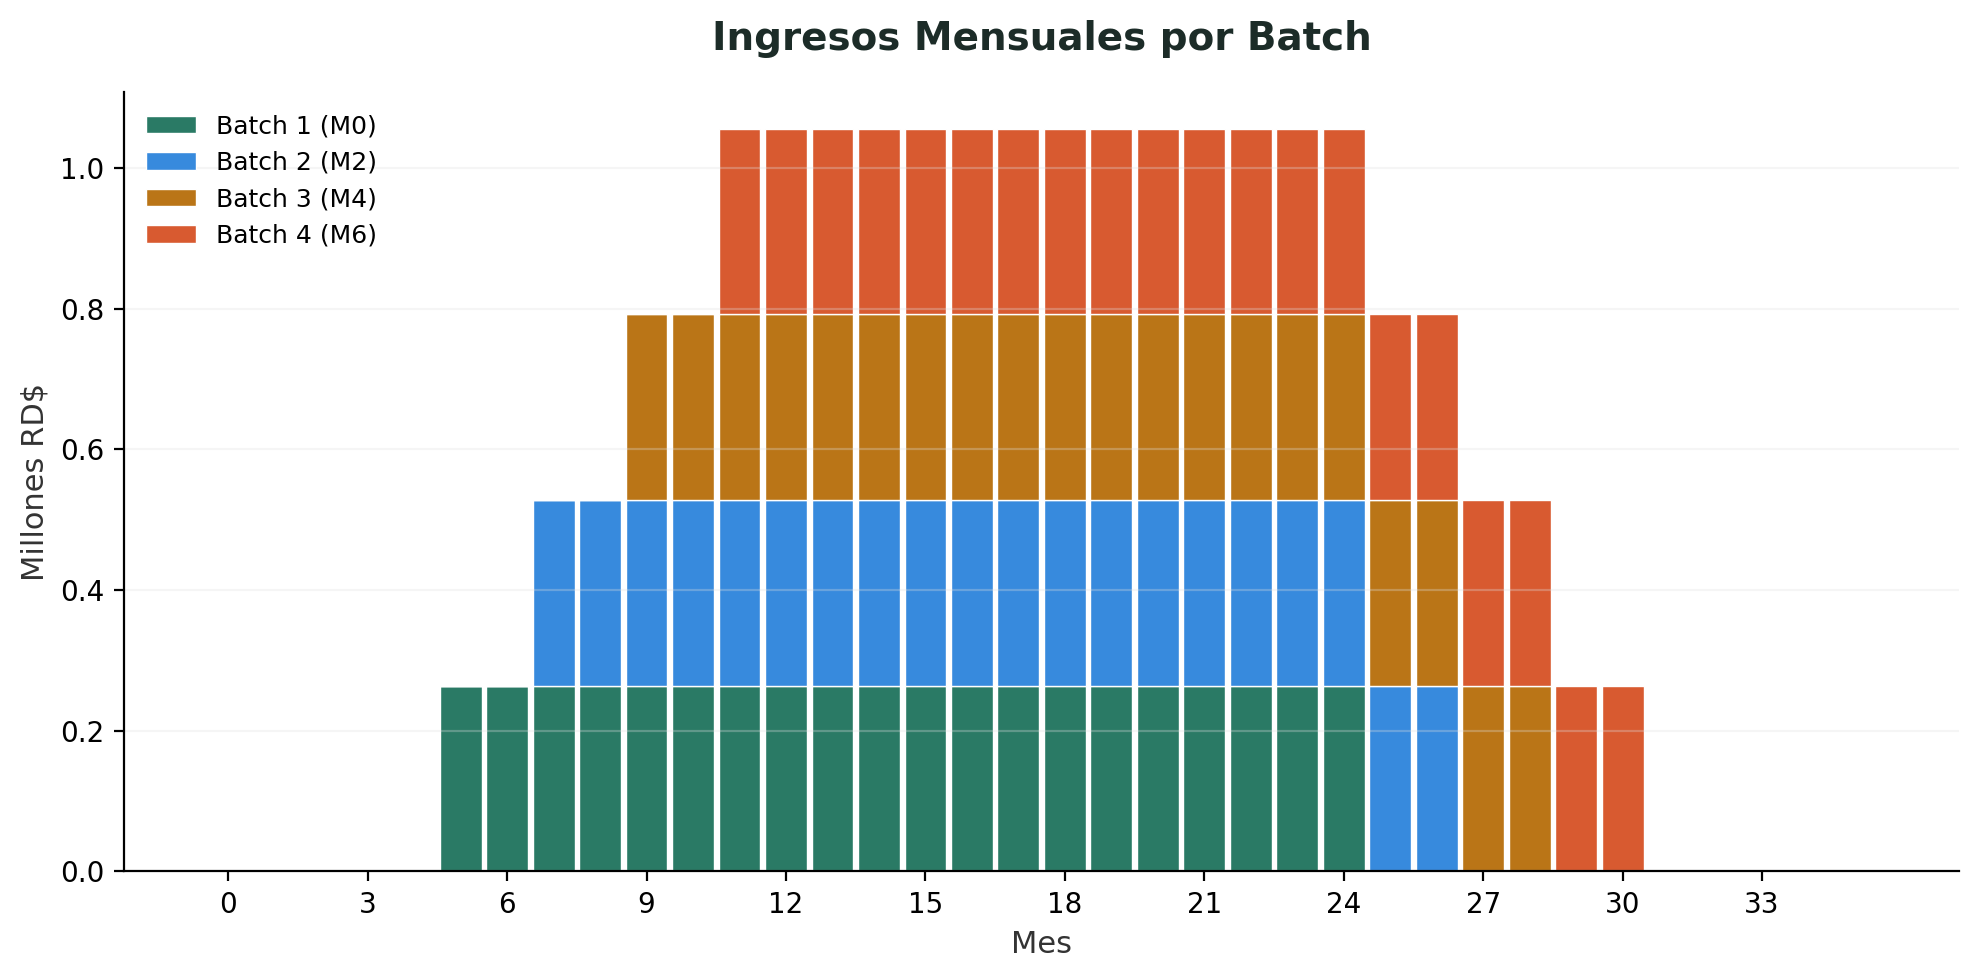 Ingresos Mensuales por Batch
Batch 1 (M0)
Batch 2 (M2)
Batch 3 (M4)
Batch 4 (M6)
Millones RD$
1.0
0.8
0.6
0.4
0.2
0.0
0 3 6 9 12 15 18 21 24 27 30 33
Mes